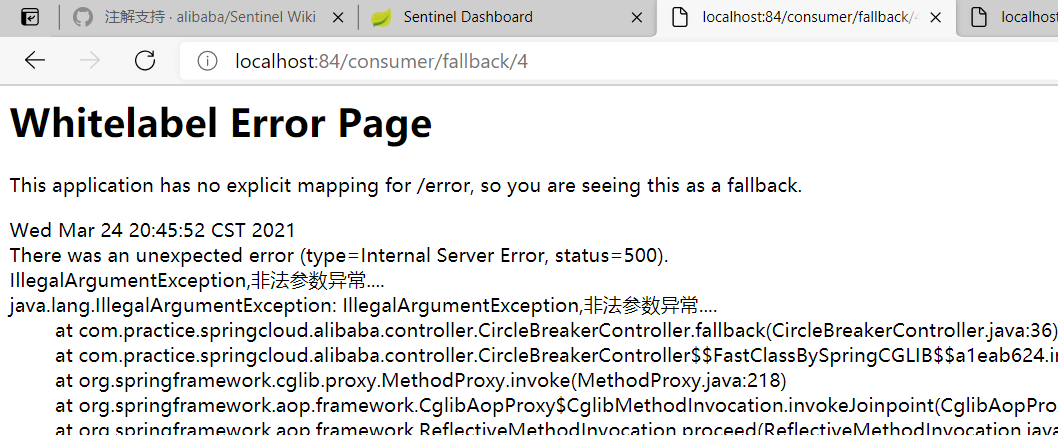 注解支持 · alibaba/Sentinel Wiki
Sentinel Dashboard
localhost:84/consumer/fallback/4
localhos
localhost:84/consumer/fallback/4
Whitelabel Error Page
This application has no explicit mapping for /error, so you are seeing this as a fallback.
Wed Mar 24 20:45:52 CST 2021
There was an unexpected error (type=Internal Server Error, status=500).
IllegalArgumentException,非法参数异常....
java.lang.IllegalArgumentException: IllegalArgumentException,非法参数异常....
at com.practice.springcloud.alibaba.controller.CircleBreakerController.fallback(CircleBreakerController.java:36)
at com.practice.springcloud.alibaba.controller.CircleBreakerController$$FastClassBySpringCGLIB$$a1eab624.in
at org.springframework.cglib.proxy.MethodProxy.invoke(MethodProxy.java:218)
at org.springframework.aop.framework.CglibAopProxy$CglibMethodInvocation.invokeJoinpoint(CglibAopPro
at org.springframework.aop.framework.ReflectiveMethodInvocation.proceed(ReflectiveMethodInvocation.java